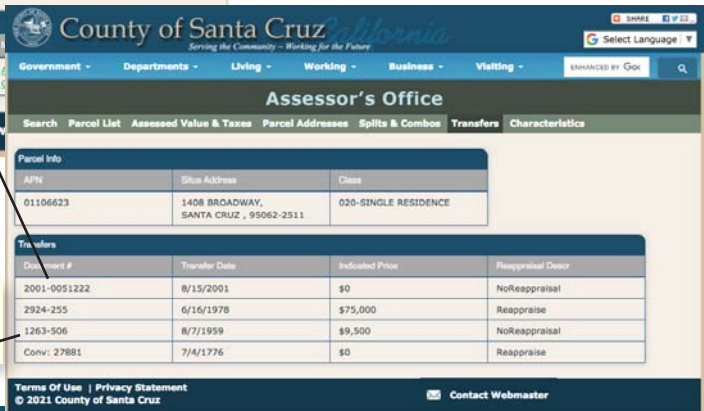 County of Santa Cruz
California
Serving the Community – Working for the Future
SHARE
Select Language ▼
Government - Departments - Living - Working - Business - Visiting - ENHANCED BY Goo
Assessor's Office
Search Parcel List Assessed Value & Taxes Parcel Addresses Splits & Combos Transfers Characteristics
Parcel Info
APN Situs Address Class
01106623 1408 BROADWAY, 020-SINGLE RESIDENCE
SANTA CRUZ , 95062-2511
Transfers
Document # Transfer Date Indicated Price Reappraisal Descr
2001-0051222 8/15/2001 $0 NoReappraisal
2924-255 6/16/1978 $75,000 Reappraise
1263-506 8/7/1959 $9,500 NoReappraisal
Conv: 27881 7/4/1776 $0 Reappraise
Terms Of Use | Privacy Statement
© 2021 County of Santa Cruz
Contact Webmaster